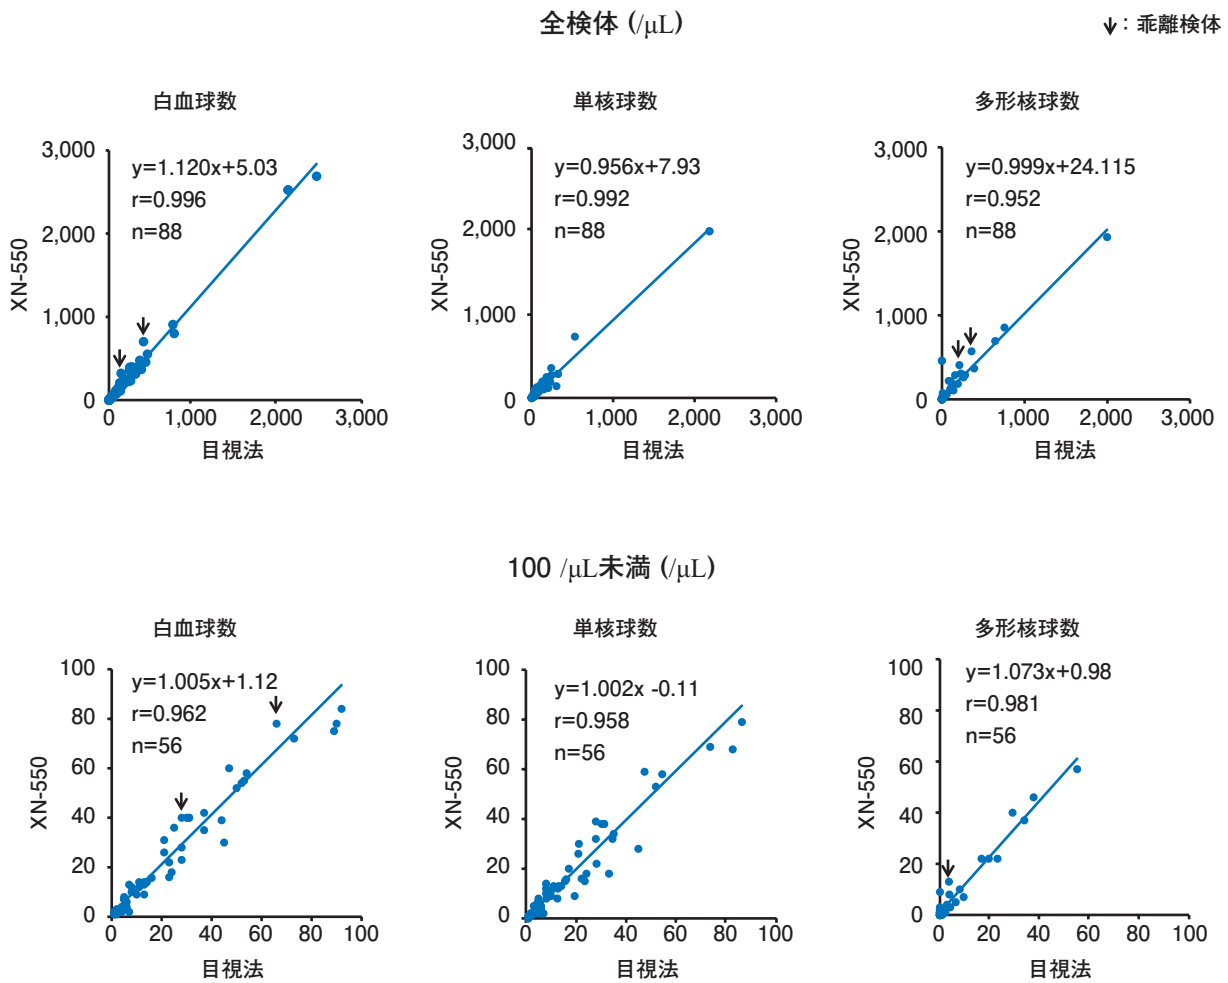 全検体 (/μL)
↓：乖離検体
白血球数
y=1.120x+5.03
r=0.996
n=88
3,000
2,000
1,000
0
XN-550
0 1,000 2,000 3,000
目視法
単核球数
y=0.956x+7.93
r=0.992
n=88
3,000
2,000
1,000
0
XN-550
0 1,000 2,000 3,000
目視法
多形核球数
y=0.999x+24.115
r=0.952
n=88
3,000
2,000
1,000
0
XN-550
0 1,000 2,000 3,000
目視法
100 /μL未満 (/μL)
白血球数
y=1.005x+1.12
r=0.962
n=56
100
80
60
40
20
0
XN-550
0 20 40 60 80 100
目視法
単核球数
y=1.002x -0.11
r=0.958
n=56
100
80
60
40
20
0
XN-550
0 20 40 60 80 100
目視法
多形核球数
y=1.073x+0.98
r=0.981
n=56
100
80
60
40
20
0
XN-550
0 20 40 60 80 100
目視法